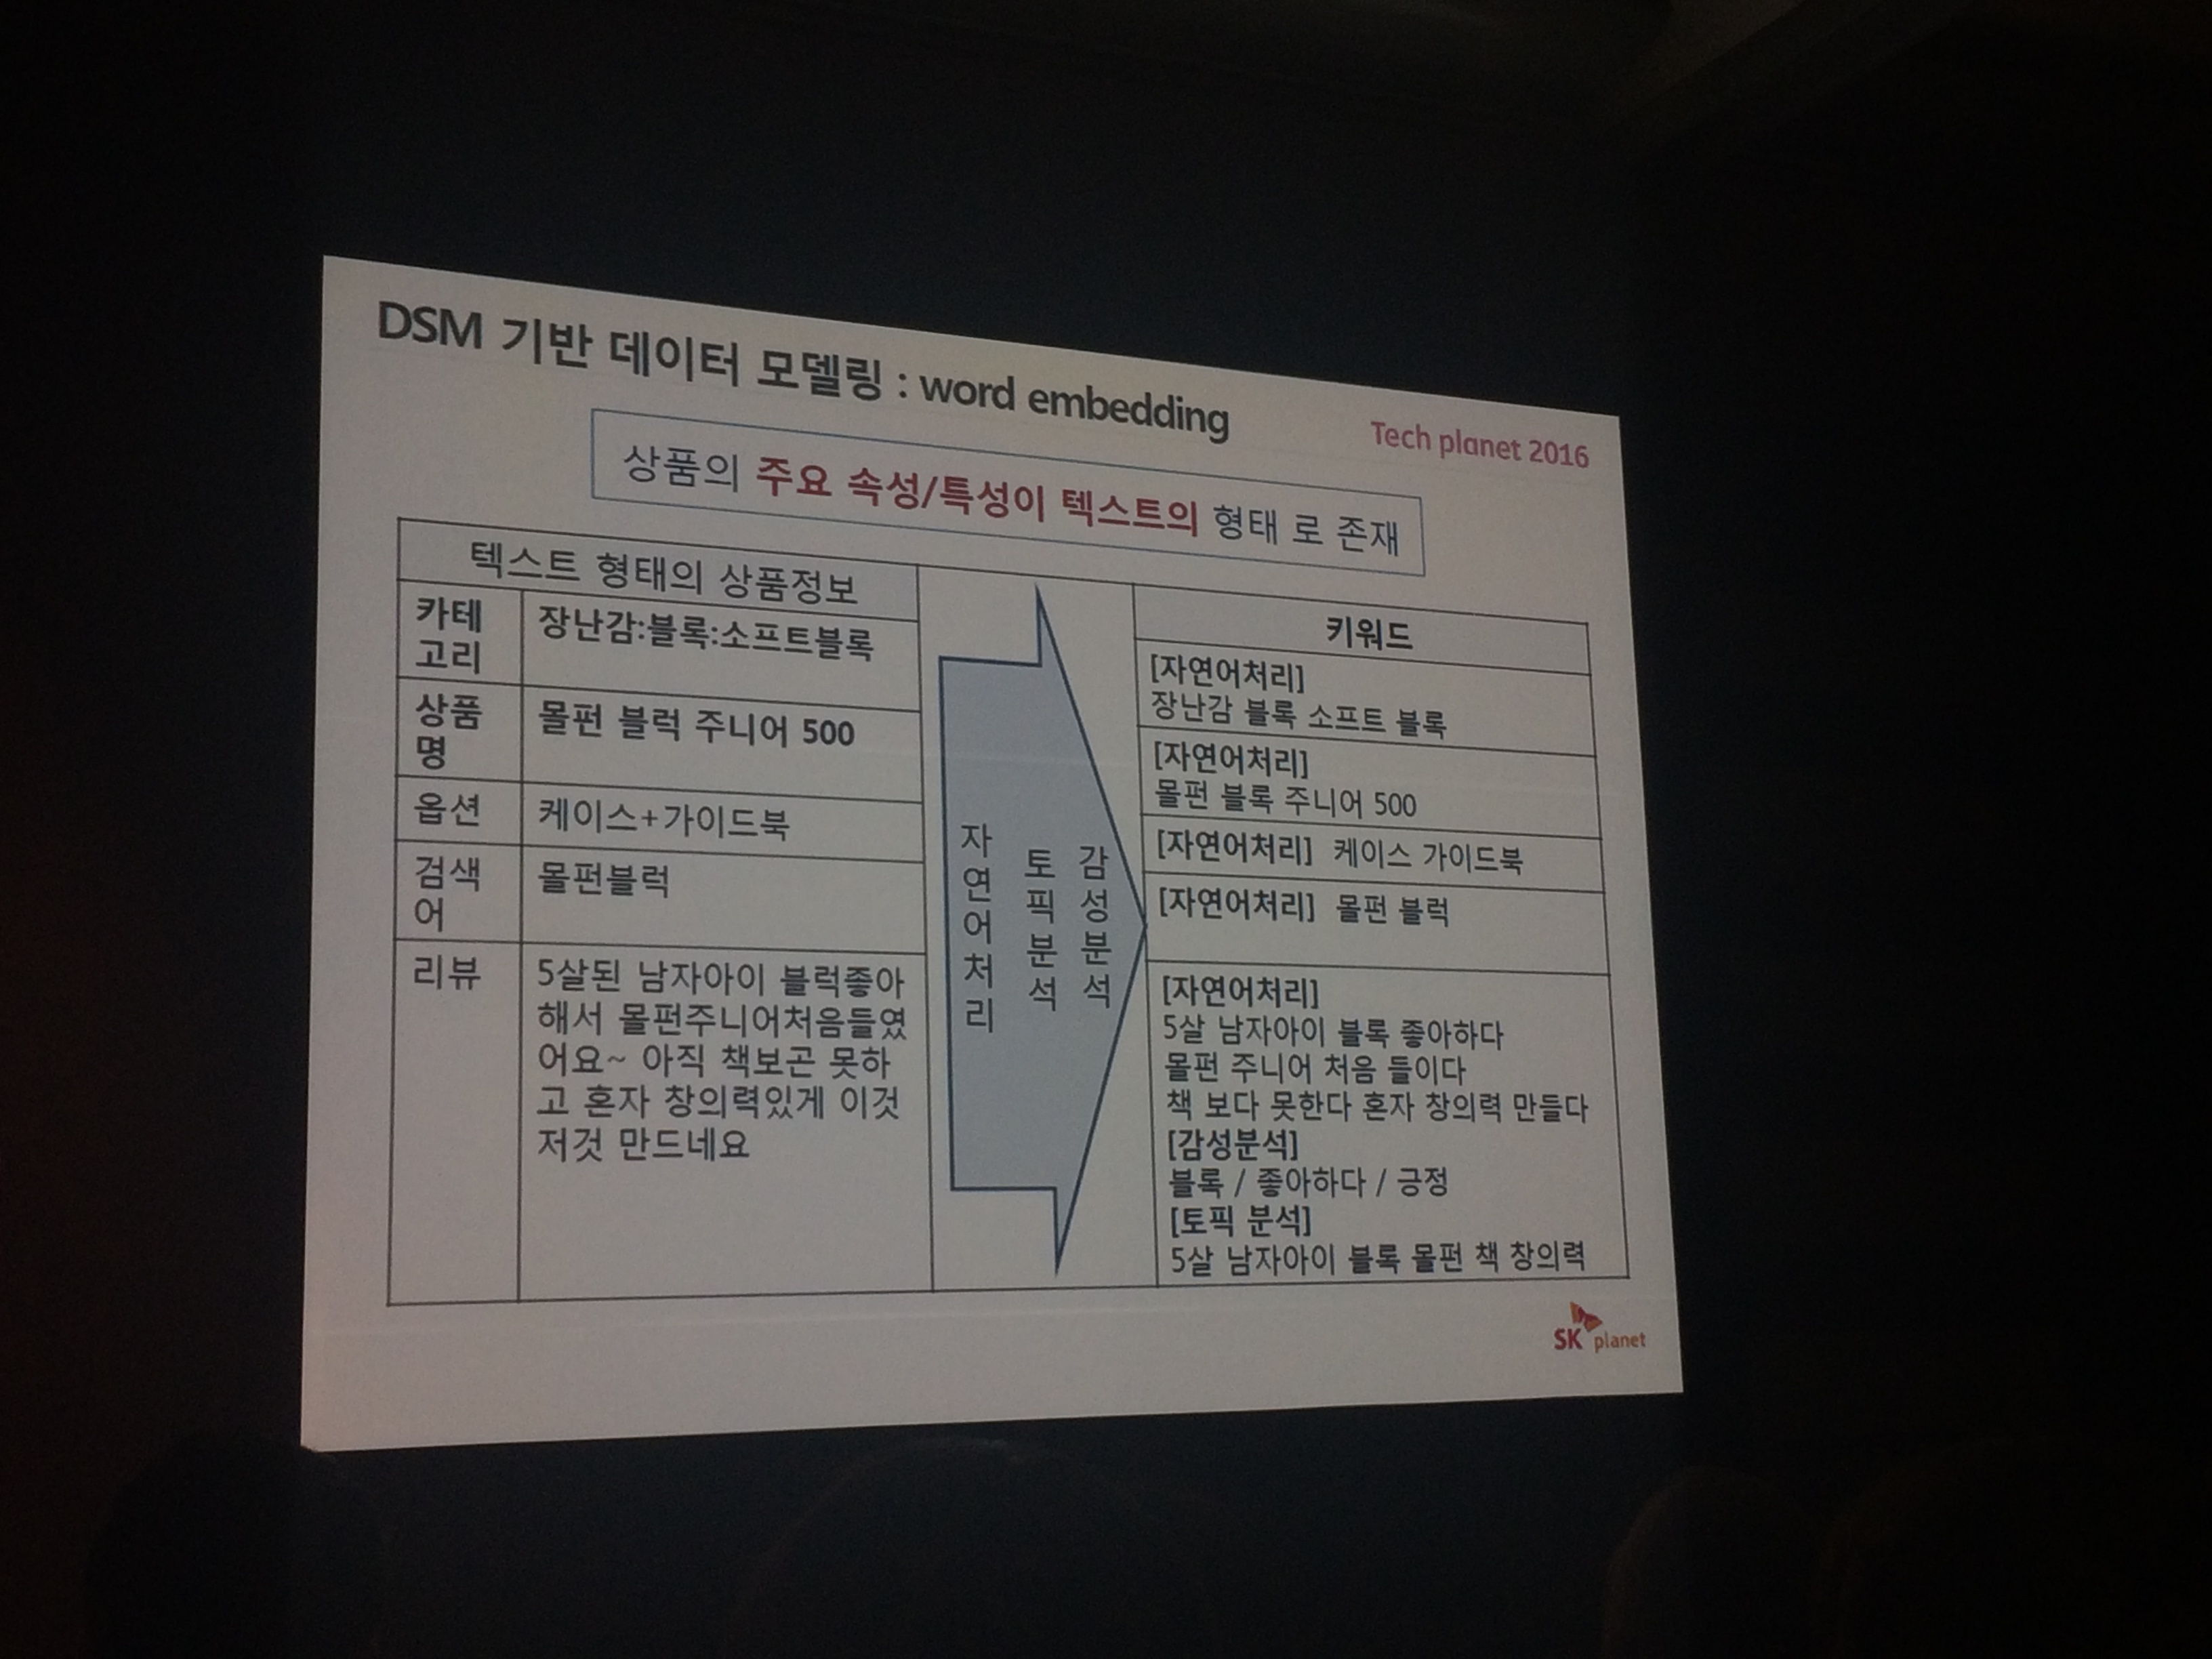 DSM 기반 데이터 모델링 : word embedding
Tech planet 2016
상품의 주요 속성/특성이 텍스트의 형태 로 존재
텍스트 형태의 상품정보
카테
고리
장난감:블록:소프트블록
상품
명
몰펀 블럭 주니어 500
옵션
케이스+가이드북
검색
어
몰펀블럭
리뷰
5살된 남자아이 블럭좋아
해서 몰펀주니어처음들였
어요~ 아직 책보곤 못하
고 혼자 창의력있게 이것
저것 만드네요
자연어처리
토픽분석
감성분석
키워드
[자연어처리]
장난감 블록 소프트 블록
[자연어처리]
몰펀 블록 주니어 500
[자연어처리] 케이스 가이드북
[자연어처리] 몰펀 블럭
[자연어처리]
5살 남자아이 블록 좋아하다
몰펀 주니어 처음 들이다
책 보다 못한다 혼자 창의력 만들다
[감성분석]
블록 / 좋아하다 / 긍정
[토픽 분석]
5살 남자아이 블록 몰펀 책 창의력
SK planet